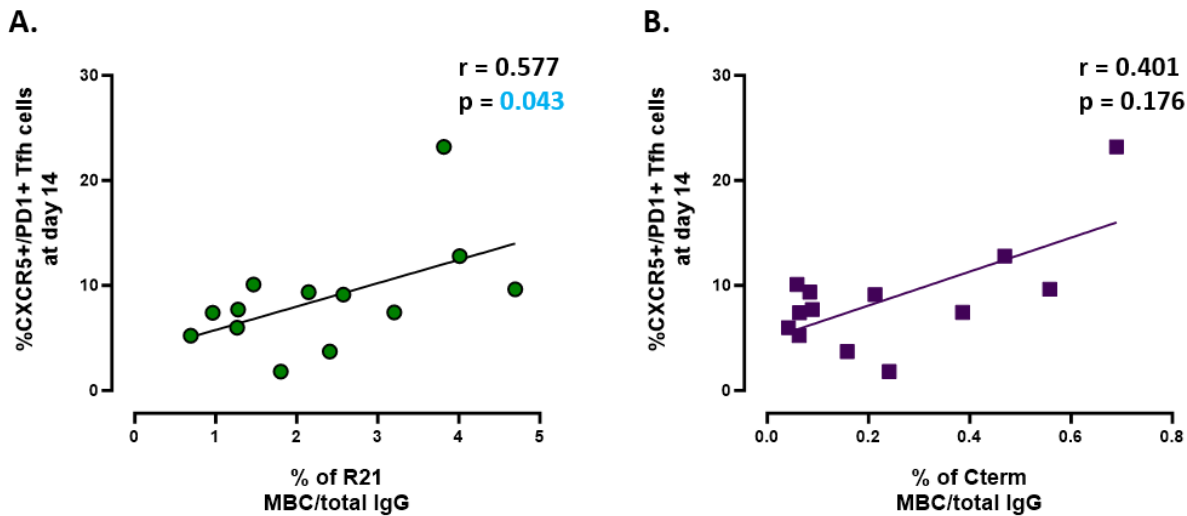 A.
r = 0.577
p = 0.043
%CXCR5+/PD1+ Tfh cells
at day 14
30
20
10
0
0 1 2 3 4 5
% of R21
MBC/total IgG
B.
r = 0.401
p = 0.176
%CXCR5+/PD1+ Tfh cells
at day 14
30
20
10
0
0.0 0.2 0.4 0.6 0.8
% of Cterm
MBC/total IgG